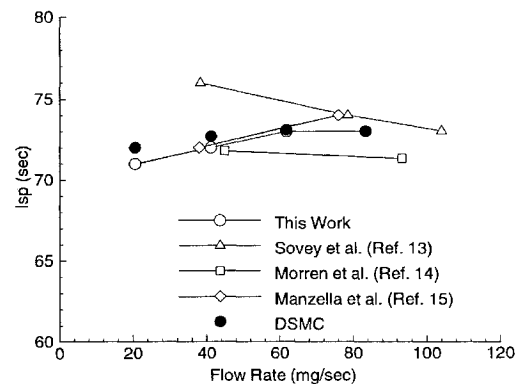 80
75
70
65
60
Isp (sec)
This Work
Sovey et al. (Ref. 13)
Morren et al. (Ref. 14)
Manzella et al. (Ref. 15)
DSMC
0 20 40 60 80 100 120
Flow Rate (mg/sec)